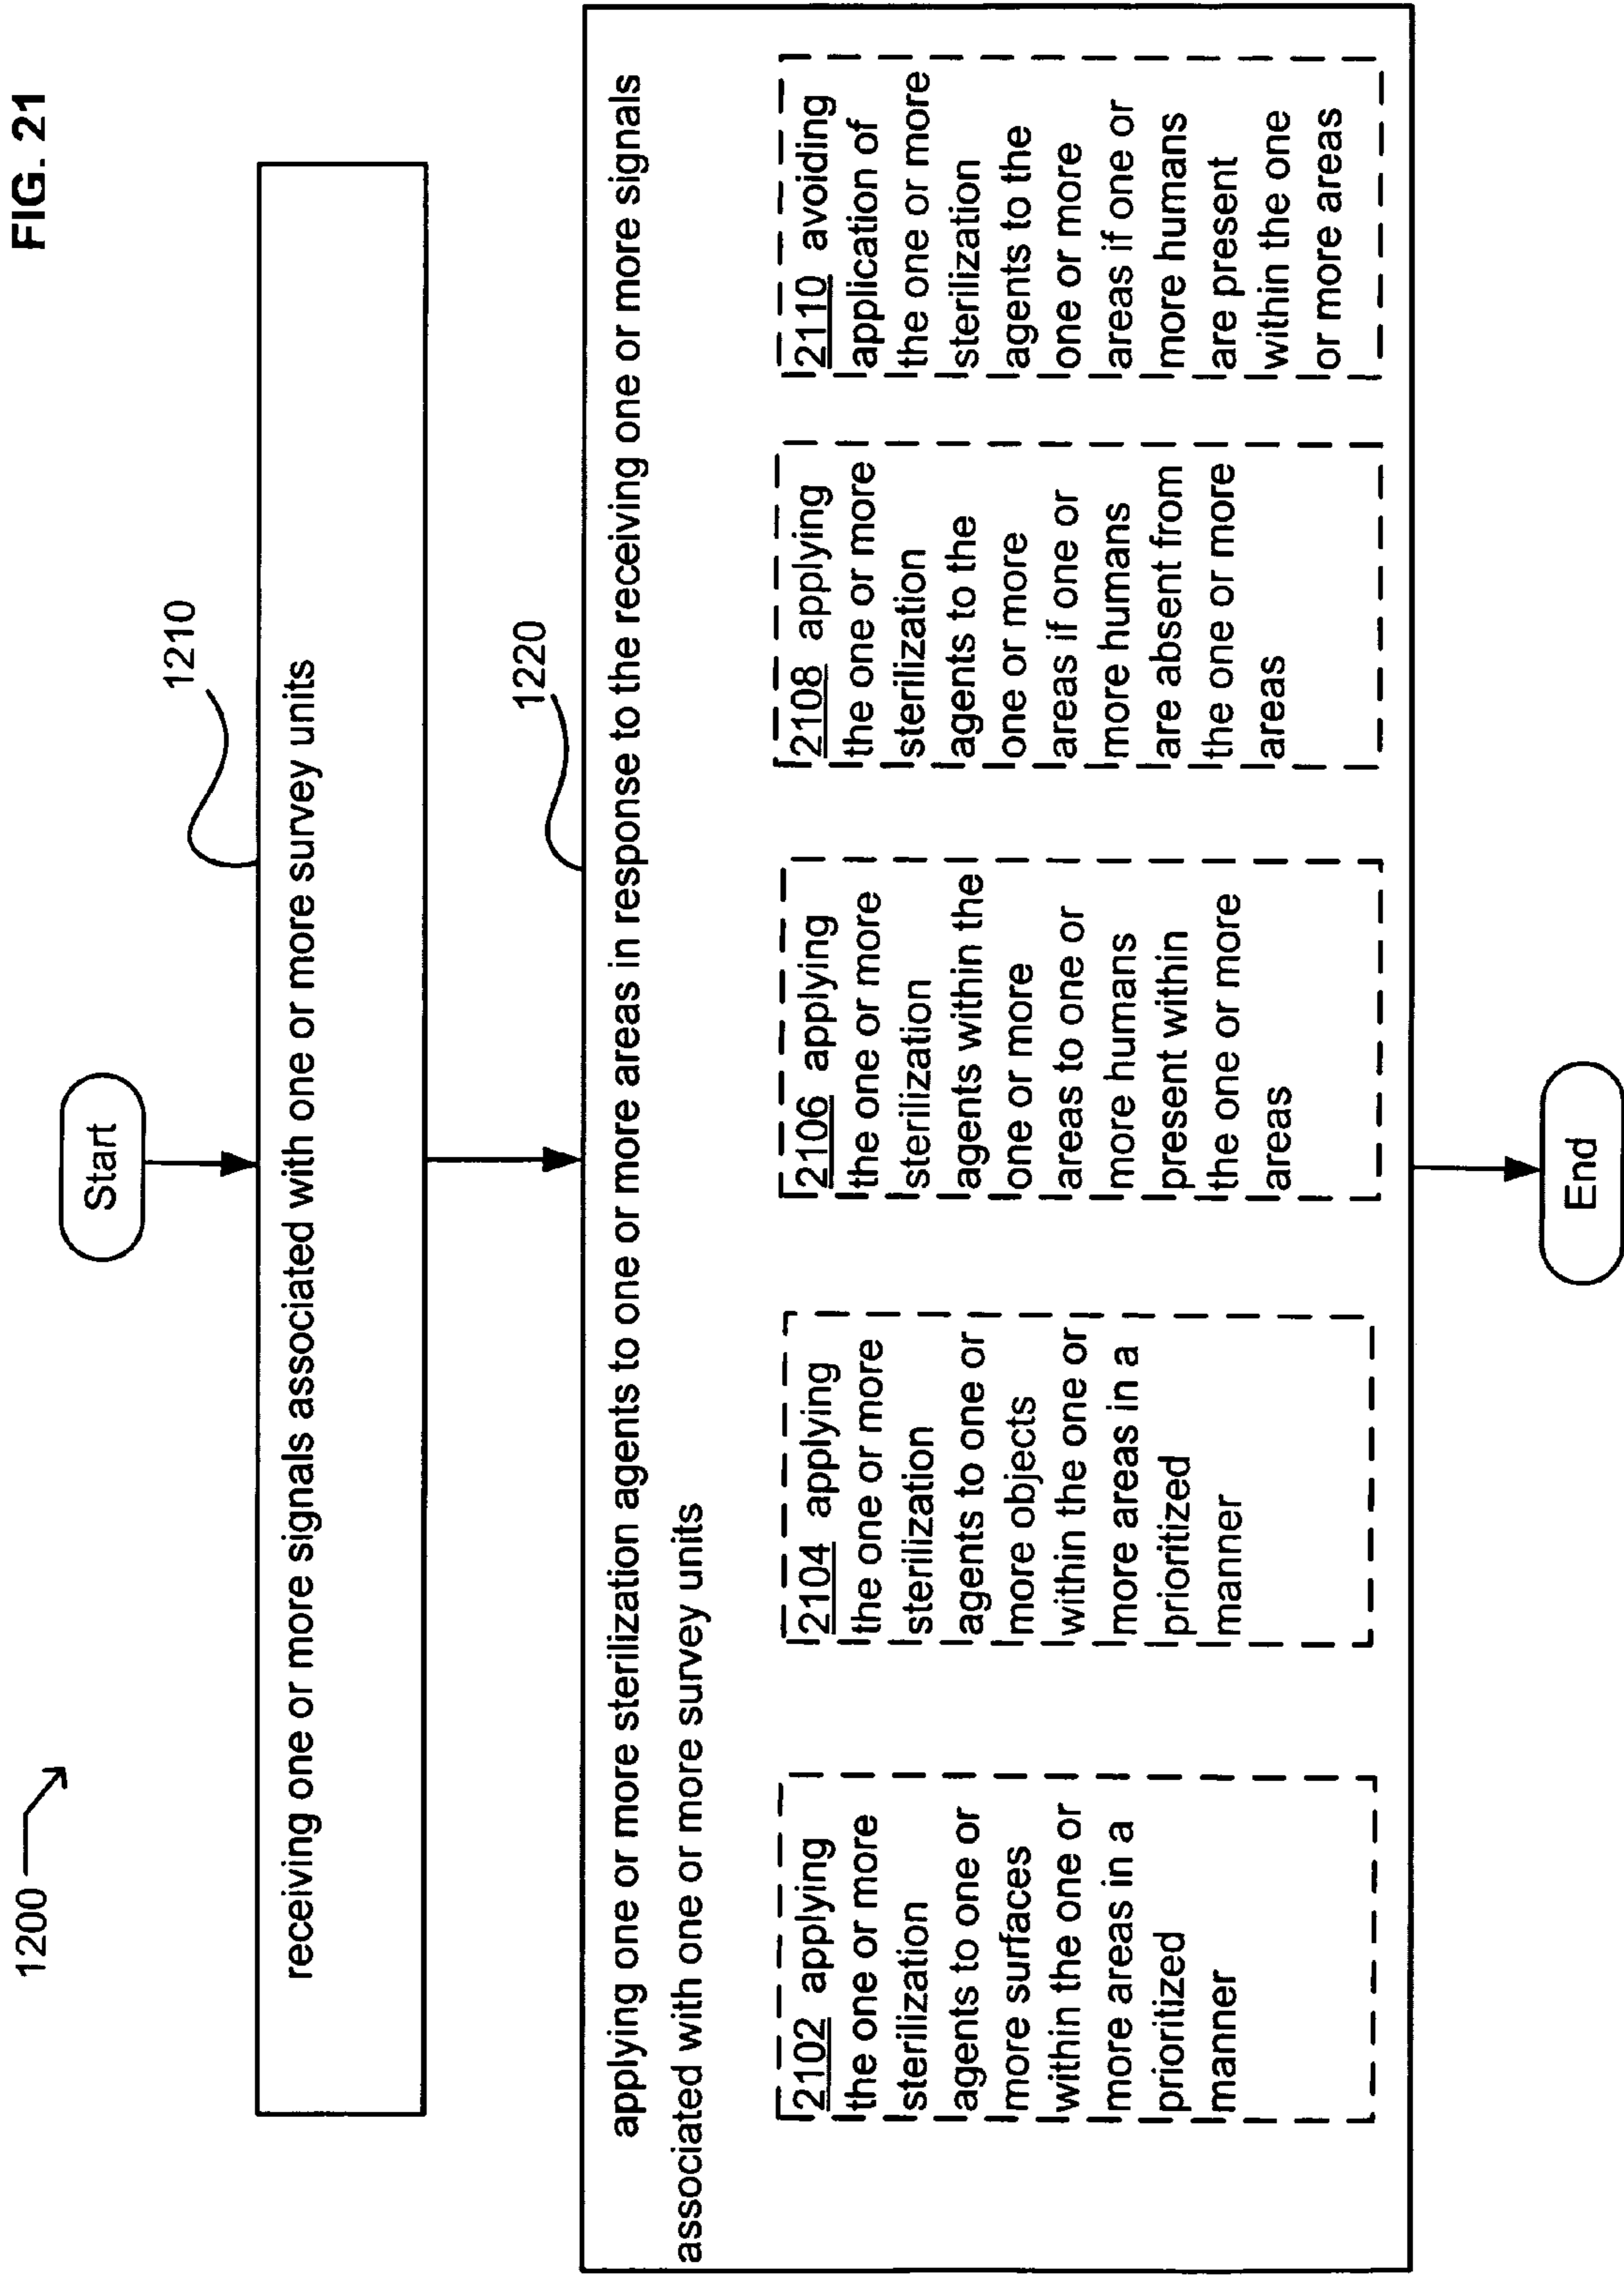 FIG. 21
1200
Start
1210
receiving one or more signals associated with one or more survey units
1220
applying one or more sterilization agents to one or more areas in response to the receiving one or more signals
associated with one or more survey units
2102 applying
the one or more
sterilization
agents to one or
more surfaces
within the one or
more areas in a
prioritized
manner
2104 applying
the one or more
sterilization
agents to one or
more objects
within the one or
more areas in a
prioritized
manner
2106 applying
the one or more
sterilization
agents within the
one or more
areas to one or
more humans
present within
the one or more
areas
2108 applying
the one or more
sterilization
agents to the
one or more
areas if one or
more humans
are absent from
the one or more
areas
2110 avoiding
application of
the one or more
sterilization
agents to the
one or more
areas if one or
more humans
are present
within the one
or more areas
End